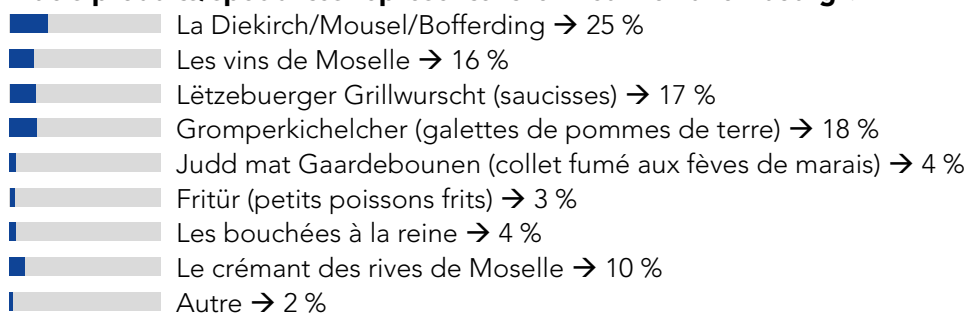 La Diekirch/Mousel/Bofferding → 25 %
Les vins de Moselle → 16 %
Lëtzebuerger Grillwurscht (saucisses) → 17 %
Gromperkichelcher (galettes de pommes de terre) → 18 %
Judd mat Gaardebounen (collet fumé aux fèves de marais) → 4 %
Fritür (petits poissons frits) → 3 %
Les bouchées à la reine → 4 %
Le crémant des rives de Moselle → 10 %
Autre → 2 %